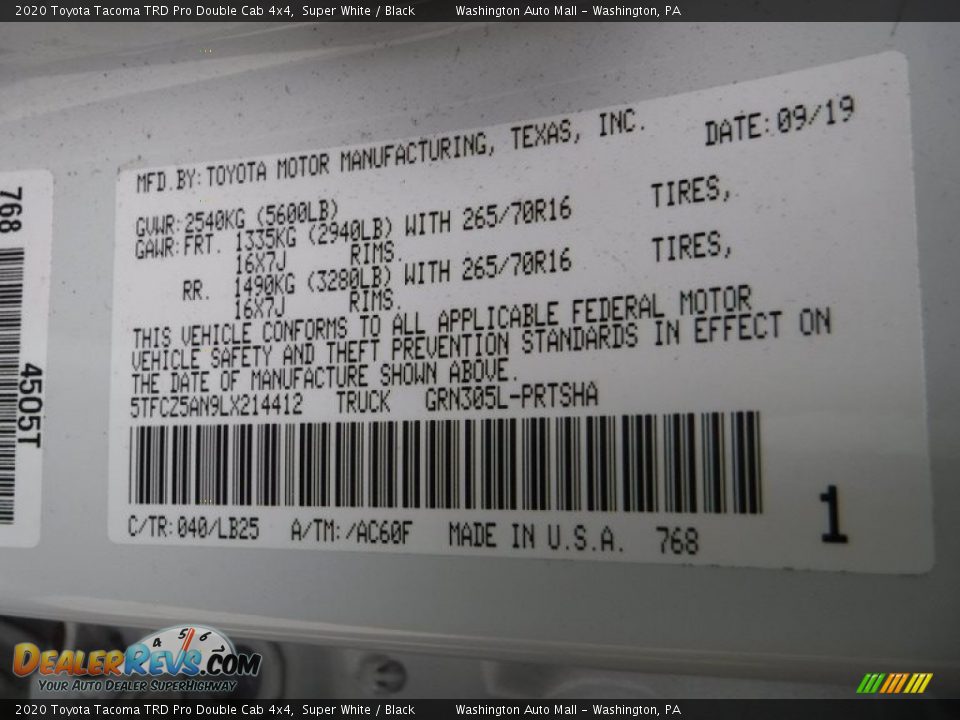 2020 Toyota Tacoma TRD Pro Double Cab 4x4, Super White / Black Washington Auto Mall - Washington, PA
MFD.BY:TOYOTA MOTOR MANUFACTURING, TEXAS, INC. DATE:09/19
GVWR:2540KG (5600LB)
GAWR:FRT. 1335KG (2940LB) WITH 265/70R16 TIRES,
16X7J RIMS.
RR. 1490KG (3280LB) WITH 265/70R16 TIRES,
16X7J RIMS.
THIS VEHICLE CONFORMS TO ALL APPLICABLE FEDERAL MOTOR
VEHICLE SAFETY AND THEFT PREVENTION STANDARDS IN EFFECT ON
THE DATE OF MANUFACTURE SHOWN ABOVE.
5TFCZ5AN9LX214412 TRUCK GRN305L-PRTSHA
C/TR:040/LB25 A/TM:/AC60F MADE IN U.S.A. 768
1
768
4505T
4 5 6
DEALERREVS.COM
YOUR AUTO DEALER SUPERHIGHWAY
2020 Toyota Tacoma TRD Pro Double Cab 4x4, Super White / Black Washington Auto Mall - Washington, PA